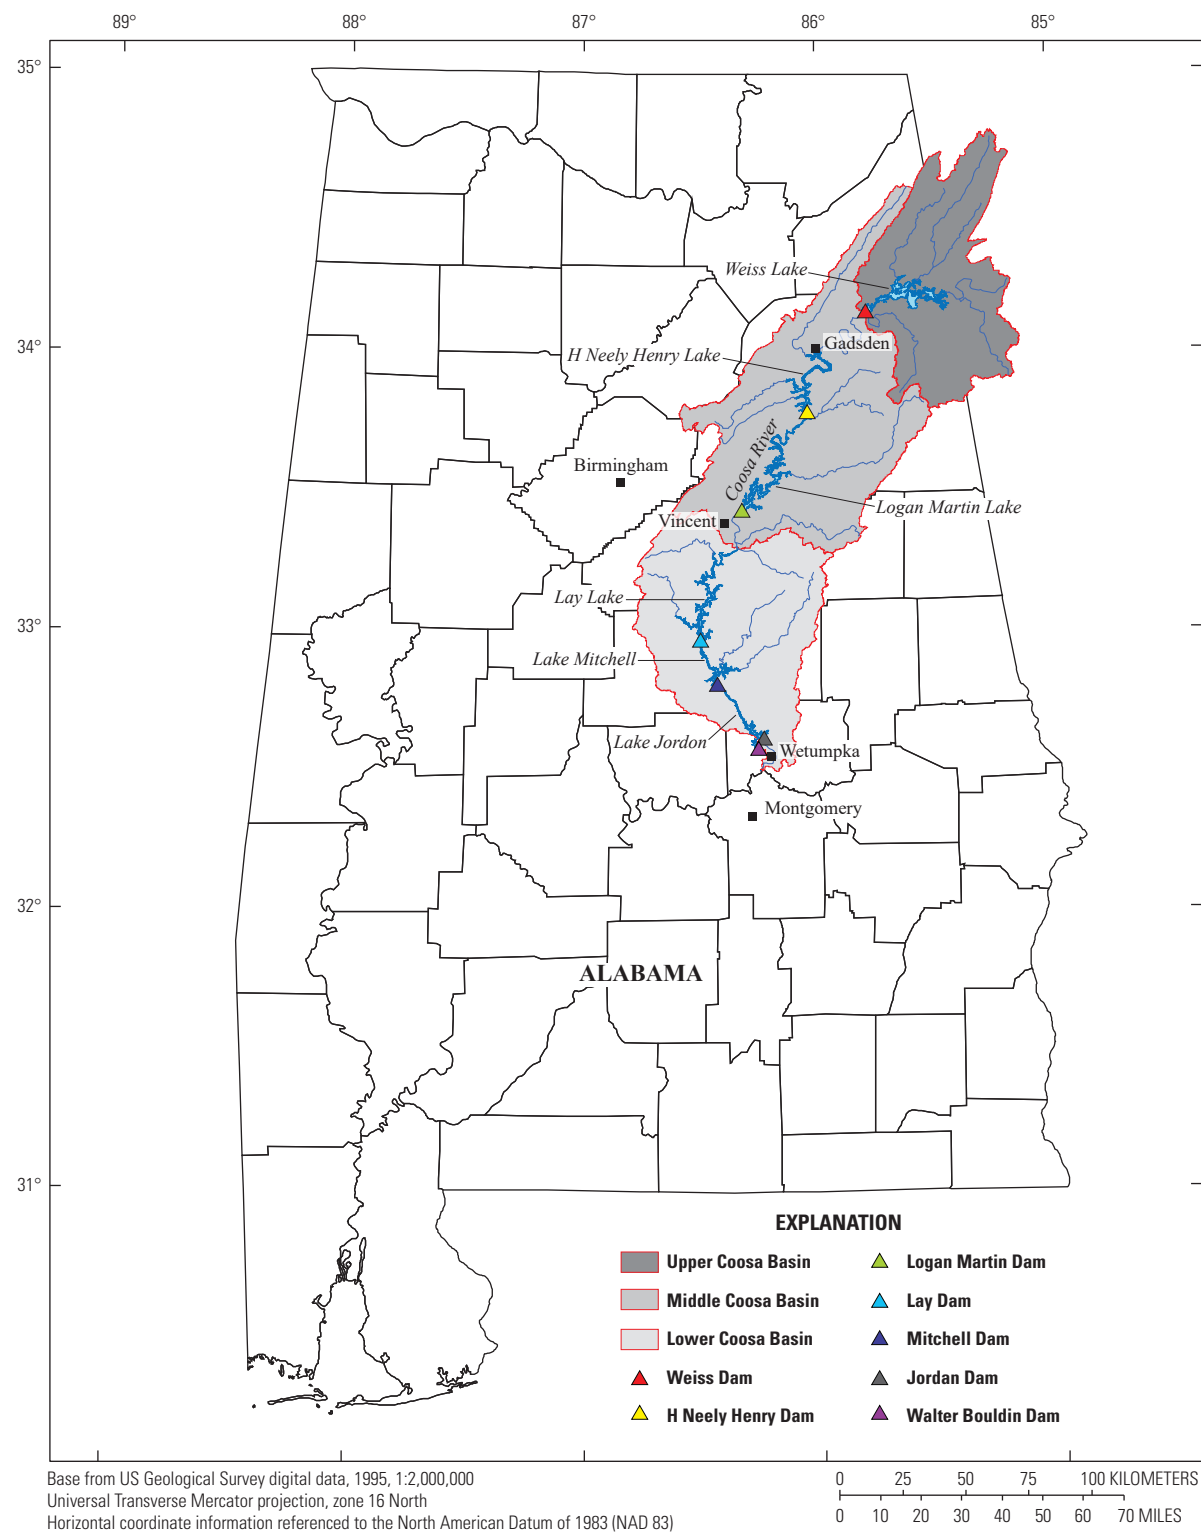 89° 88° 87° 86° 85°
35°
Weiss Lake
34°
Gadsden
H Neely Henry Lake
Coosa River
Birmingham
Logan Martin Lake
Vincent
33°
Lay Lake
Lake Mitchell
Lake Jordon
Wetumpka
Montgomery
32°
ALABAMA
31°
EXPLANATION
Upper Coosa Basin
Middle Coosa Basin
Lower Coosa Basin
Weiss Dam
H Neely Henry Dam
Logan Martin Dam
Lay Dam
Mitchell Dam
Jordan Dam
Walter Bouldin Dam
Base from US Geological Survey digital data, 1995, 1:2,000,000
Universal Transverse Mercator projection, zone 16 North
Horizontal coordinate information referenced to the North American Datum of 1983 (NAD 83)
0 25 50 75 100 KILOMETERS
0 10 20 30 40 50 60 70 MILES